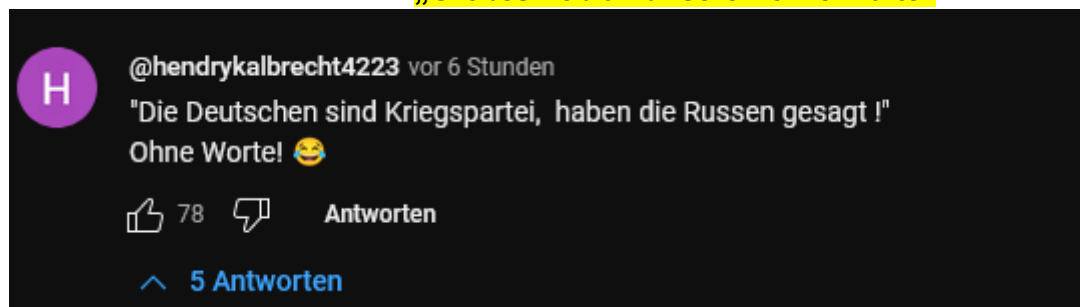 @hendrykalbrecht4223 vor 6 Stunden
"Die Deutschen sind Kriegspartei, haben die Russen gesagt !"
Ohne Worte! 😂
78 Antworten
5 Antworten
H